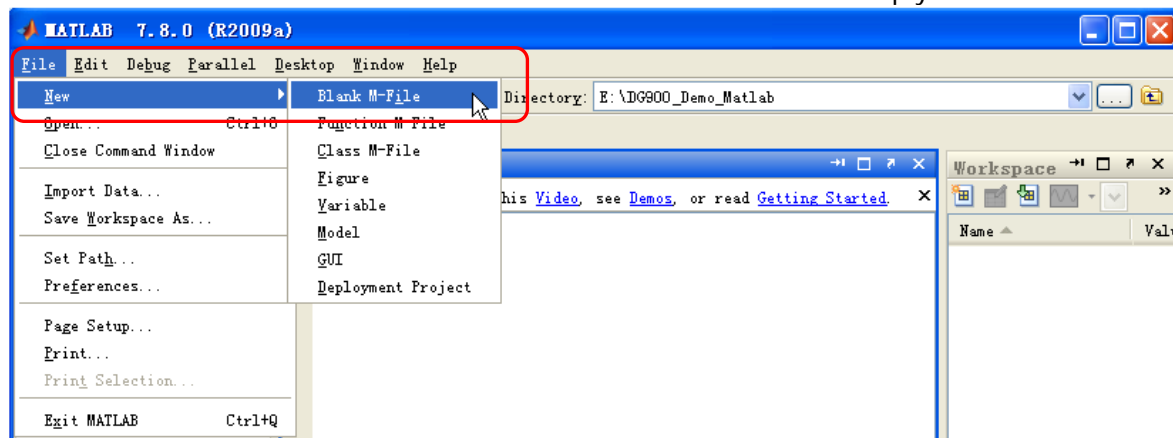 MATLAB 7.8.0 (R2009a)
File Edit Debug Parallel Desktop Window Help
New Blank M-File Directory: E:\DG900_Demo_Matlab ...
Open... Ctrl+O Function M-File
Close Command Window Class M-File
Workspace
Import Data... Figure
his Video, see Demos, or read Getting Started.
Save Workspace As... Variable
Model
Name Valu
Set Path... GUI
Preferences... Deployment Project
Page Setup...
Print...
Print Selection...
Exit MATLAB Ctrl+Q